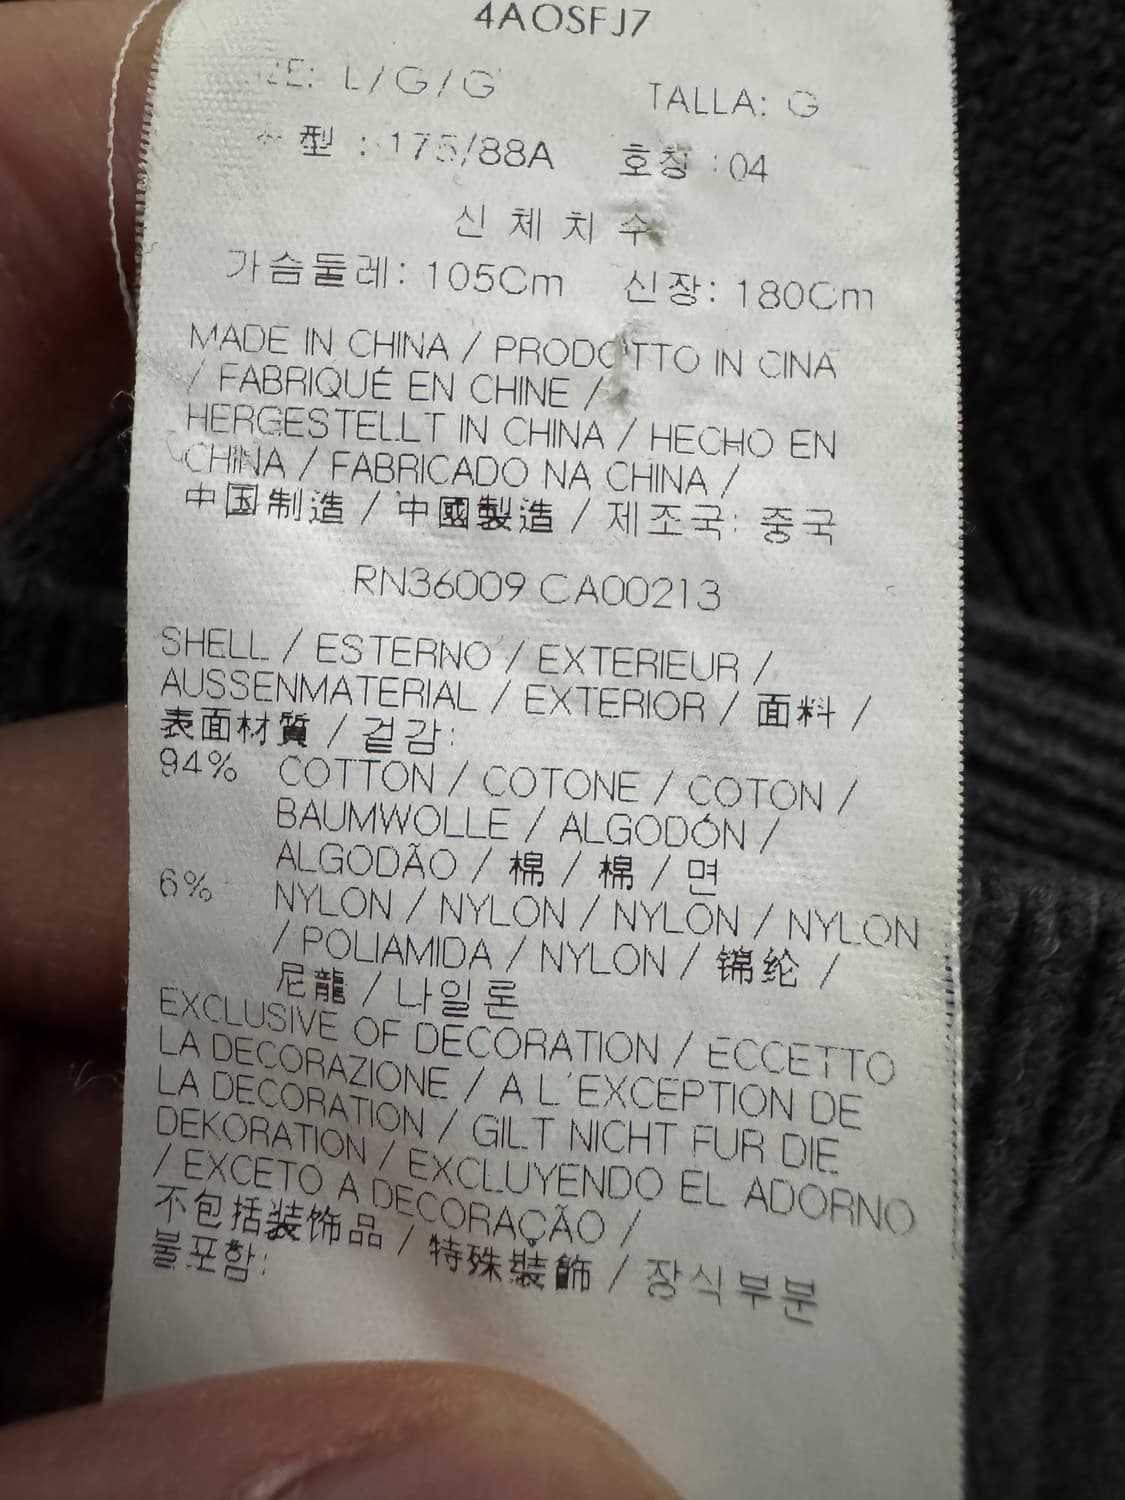 4AOSFJ7
L/G/G TALLA: G
型 : 175/88A 호칭 :04
신 체 치 수
가슴둘레: 105Cm 신장: 180Cm
MADE IN CHINA / PRODOTTO IN CINA
/ FABRIQUÉ EN CHINE /
HERGESTELLT IN CHINA / HECHO EN
CHINA / FABRICADO NA CHINA /
中国制造 / 中國製造 / 제조국: 중국
RN36009 CA00213
SHELL / ESTERNO / EXTERIEUR /
AUSSENMATERIAL / EXTERIOR / 面料 /
表面材質 / 겉감:
94% COTTON / COTONE / COTON /
BAUMWOLLE / ALGODÓN /
ALGODÃO / 棉 / 棉 / 면
6% NYLON / NYLON / NYLON / NYLON
/ POLIAMIDA / NYLON / 锦纶 /
尼龍 / 나일론
EXCLUSIVE OF DECORATION / ECCETTO
LA DECORAZIONE / A L'EXCEPTION DE
LA DECORATION / GILT NICHT FUR DIE
DEKORATION / EXCLUYENDO EL ADORNO
/ EXCETO A DECORAÇÃO /
不包括装饰品 / 特殊裝飾 / 장식부분
불포함: